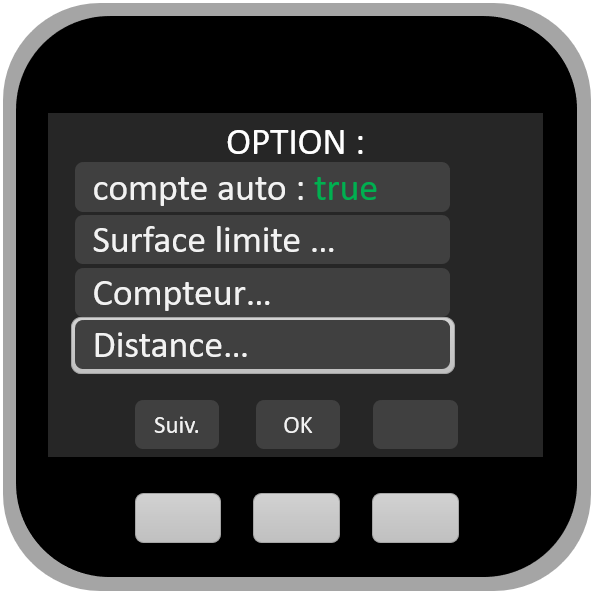 OPTION :
compte auto : true
Surface limite ...
Compteur...
Distance...
Suiv.
OK